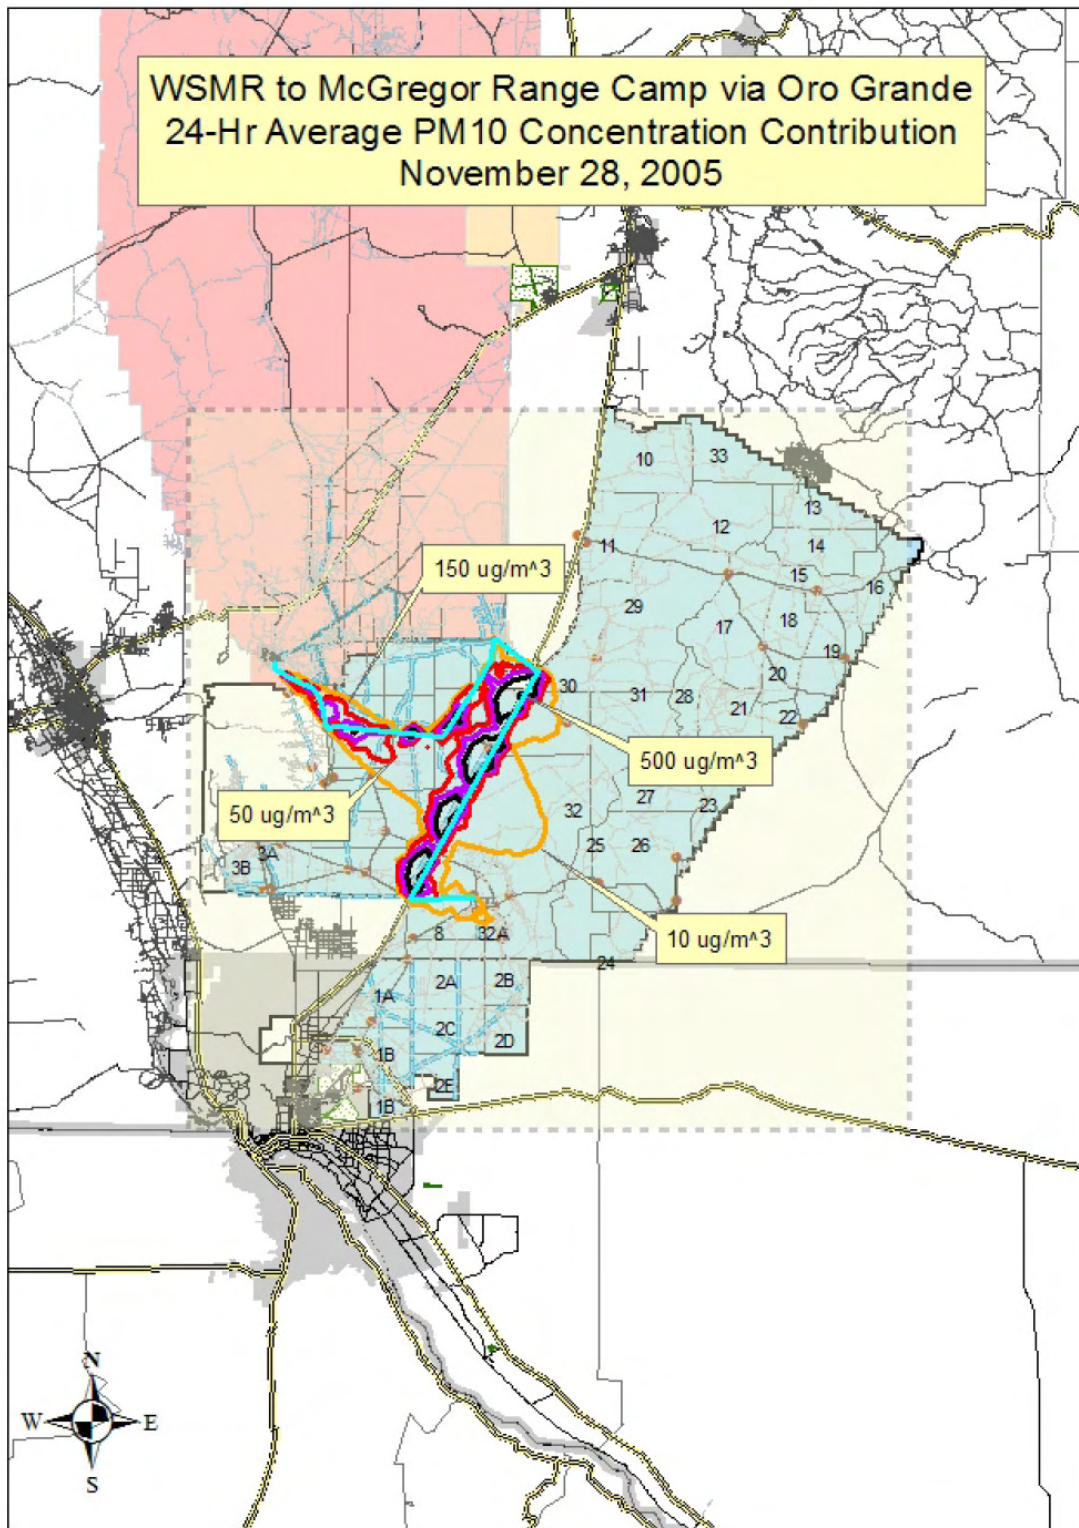 WSMR to McGregor Range Camp via Oro Grande
24-Hr Average PM10 Concentration Contribution
November 28, 2005
10
33
13
12
11
14
150 ug/m^3
15
16
29
18
17
19
20
30
31
28
21
22
500 ug/m^3
50 ug/m^3
27
23
32
25
26
3A
3B
10 ug/m^3
8
32A
24
2A
2B
1A
2C
2D
1B
2E
1B
N
W
E
S